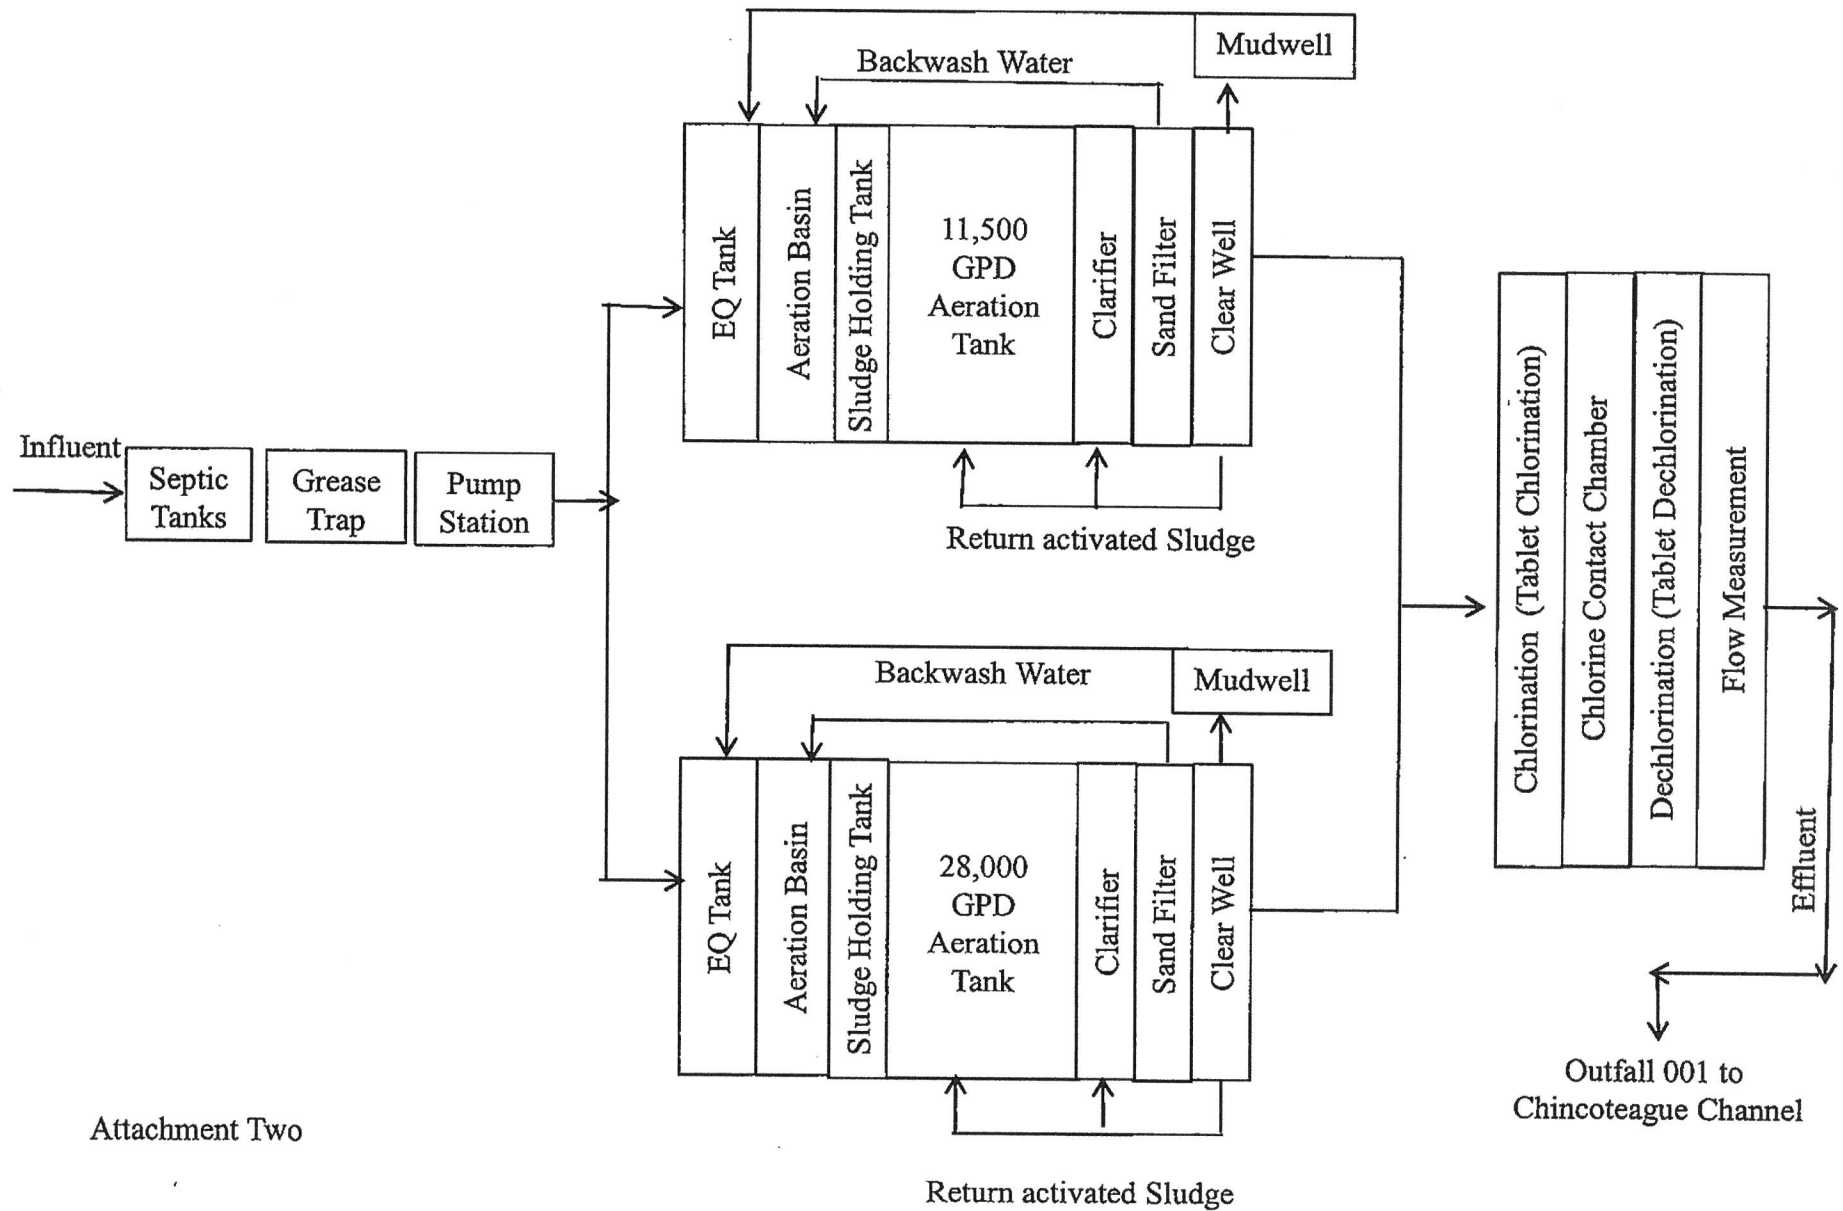 Influent
Septic
Tanks
Grease
Trap
Pump
Station
Mudwell
Backwash Water
EQ Tank
Aeration Basin
Sludge Holding Tank
11,500
GPD
Aeration
Tank
Clarifier
Sand Filter
Clear Well
Return activated Sludge
Mudwell
Backwash Water
EQ Tank
Aeration Basin
Sludge Holding Tank
28,000
GPD
Aeration
Tank
Clarifier
Sand Filter
Clear Well
Return activated Sludge
Chlorination (Tablet Chlorination)
Chlorine Contact Chamber
Dechlorination (Tablet Dechlorination)
Flow Measurement
Effluent
Outfall 001 to
Chincoteague Channel
Attachment Two